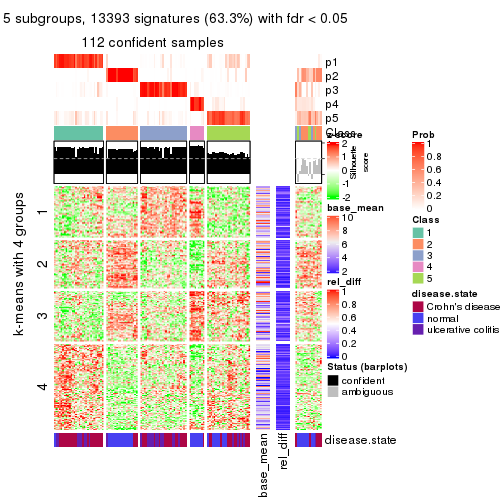 5 subgroups, 13393 signatures (63.3%) with fdr < 0.05
112 confident samples
p1
p2
p3
p4
p5
Class
Silhouette
score
k-means with 4 groups
1
2
3
4
base_mean
rel_diff
disease.state
z-score
2
1
0
-1
-2
base_mean
10
8
6
4
2
rel_diff
1
0.8
0.6
0.4
0.2
0
Status (barplots)
confident
ambiguous
Prob
1
0.8
0.6
0.4
0.2
0
Class
1
2
3
4
5
disease.state
Crohn's disease
normal
ulcerative colitis